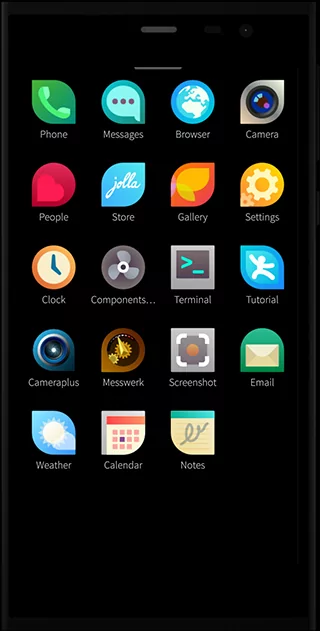 Phone Messages Browser Camera
jolla
People Store Gallery Settings
>_
Clock Components... Terminal Tutorial
Cameraplus Messwerk Screenshot Email
Weather Calendar Notes